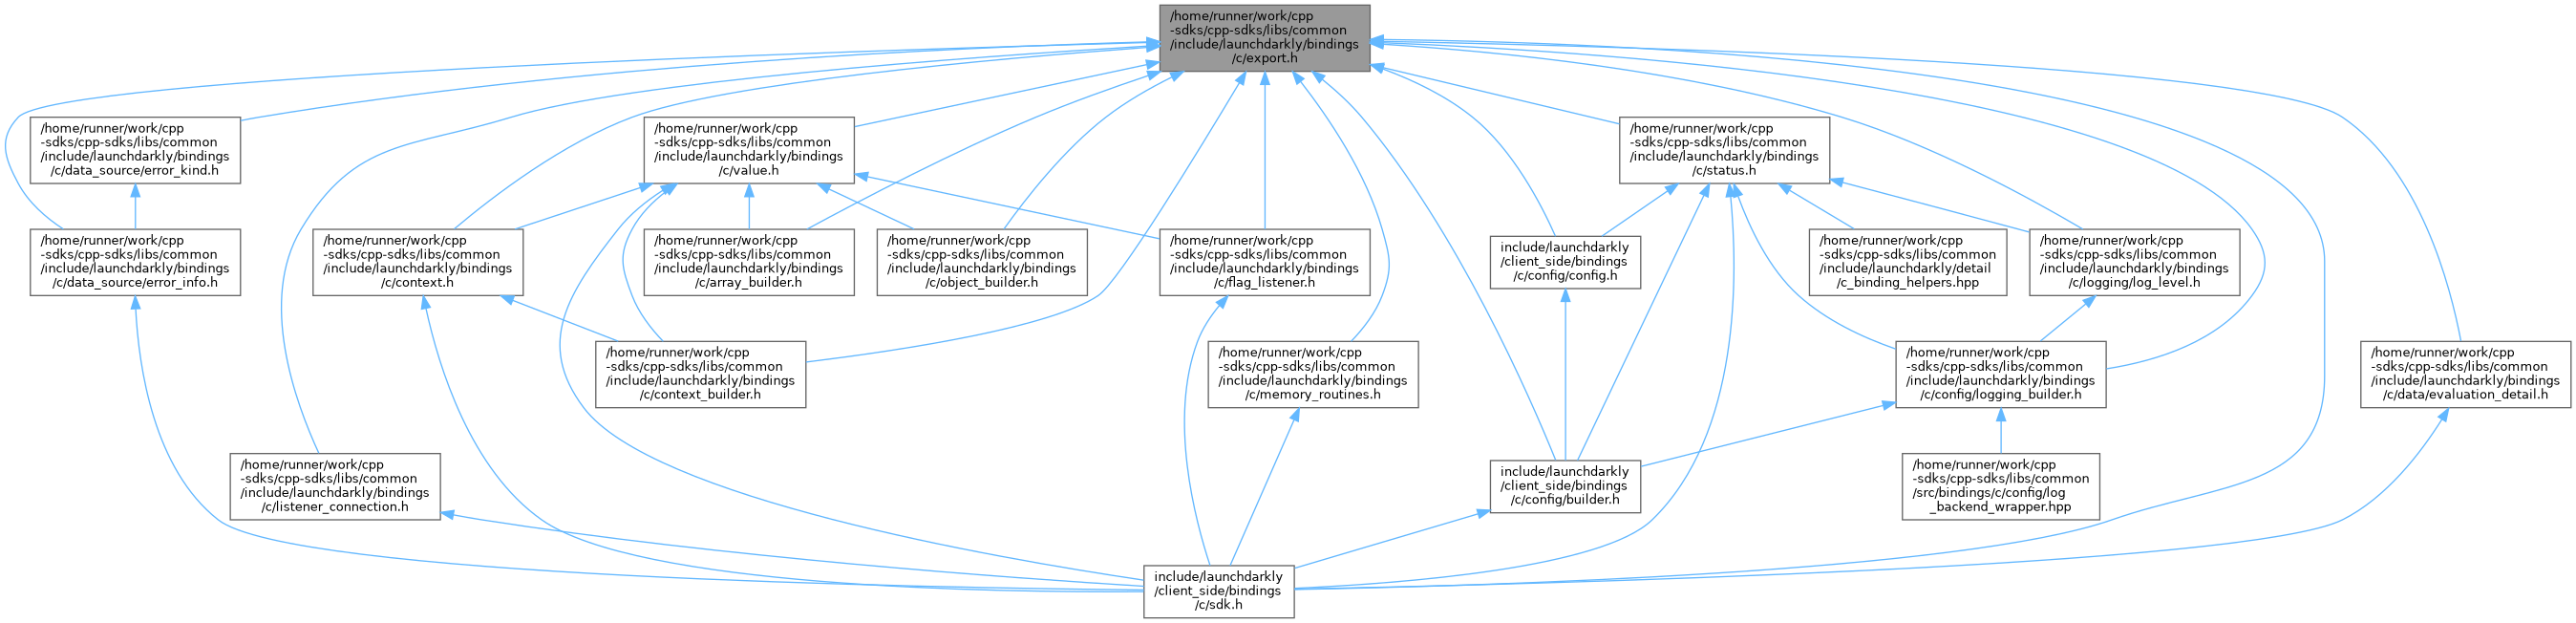 /home/runner/work/cpp
-sdks/cpp-sdks/libs/common
/include/launchdarkly/bindings
/c/export.h
/home/runner/work/cpp
-sdks/cpp-sdks/libs/common
/include/launchdarkly/bindings
/c/data_source/error_kind.h
/home/runner/work/cpp
-sdks/cpp-sdks/libs/common
/include/launchdarkly/bindings
/c/value.h
/home/runner/work/cpp
-sdks/cpp-sdks/libs/common
/include/launchdarkly/bindings
/c/status.h
/home/runner/work/cpp
-sdks/cpp-sdks/libs/common
/include/launchdarkly/bindings
/c/data_source/error_info.h
/home/runner/work/cpp
-sdks/cpp-sdks/libs/common
/include/launchdarkly/bindings
/c/context.h
/home/runner/work/cpp
-sdks/cpp-sdks/libs/common
/include/launchdarkly/bindings
/c/array_builder.h
/home/runner/work/cpp
-sdks/cpp-sdks/libs/common
/include/launchdarkly/bindings
/c/object_builder.h
/home/runner/work/cpp
-sdks/cpp-sdks/libs/common
/include/launchdarkly/bindings
/c/flag_listener.h
include/launchdarkly
/client_side/bindings
/c/config/config.h
/home/runner/work/cpp
-sdks/cpp-sdks/libs/common
/include/launchdarkly/detail
/c_binding_helpers.hpp
/home/runner/work/cpp
-sdks/cpp-sdks/libs/common
/include/launchdarkly/bindings
/c/logging/log_level.h
/home/runner/work/cpp
-sdks/cpp-sdks/libs/common
/include/launchdarkly/bindings
/c/context_builder.h
/home/runner/work/cpp
-sdks/cpp-sdks/libs/common
/include/launchdarkly/bindings
/c/memory_routines.h
/home/runner/work/cpp
-sdks/cpp-sdks/libs/common
/include/launchdarkly/bindings
/c/config/logging_builder.h
/home/runner/work/cpp
-sdks/cpp-sdks/libs/common
/include/launchdarkly/bindings
/c/data/evaluation_detail.h
/home/runner/work/cpp
-sdks/cpp-sdks/libs/common
/include/launchdarkly/bindings
/c/listener_connection.h
include/launchdarkly
/client_side/bindings
/c/config/builder.h
/home/runner/work/cpp
-sdks/cpp-sdks/libs/common
/src/bindings/c/config/log
_backend_wrapper.hpp
include/launchdarkly
/client_side/bindings
/c/sdk.h